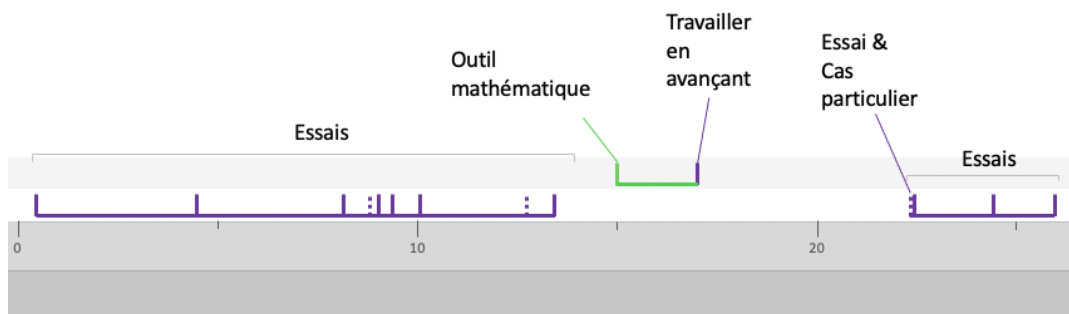 Travailler
en
avançant
Essai &
Cas
particulier
Outil
mathématique
Essais
Essais
0
10
20